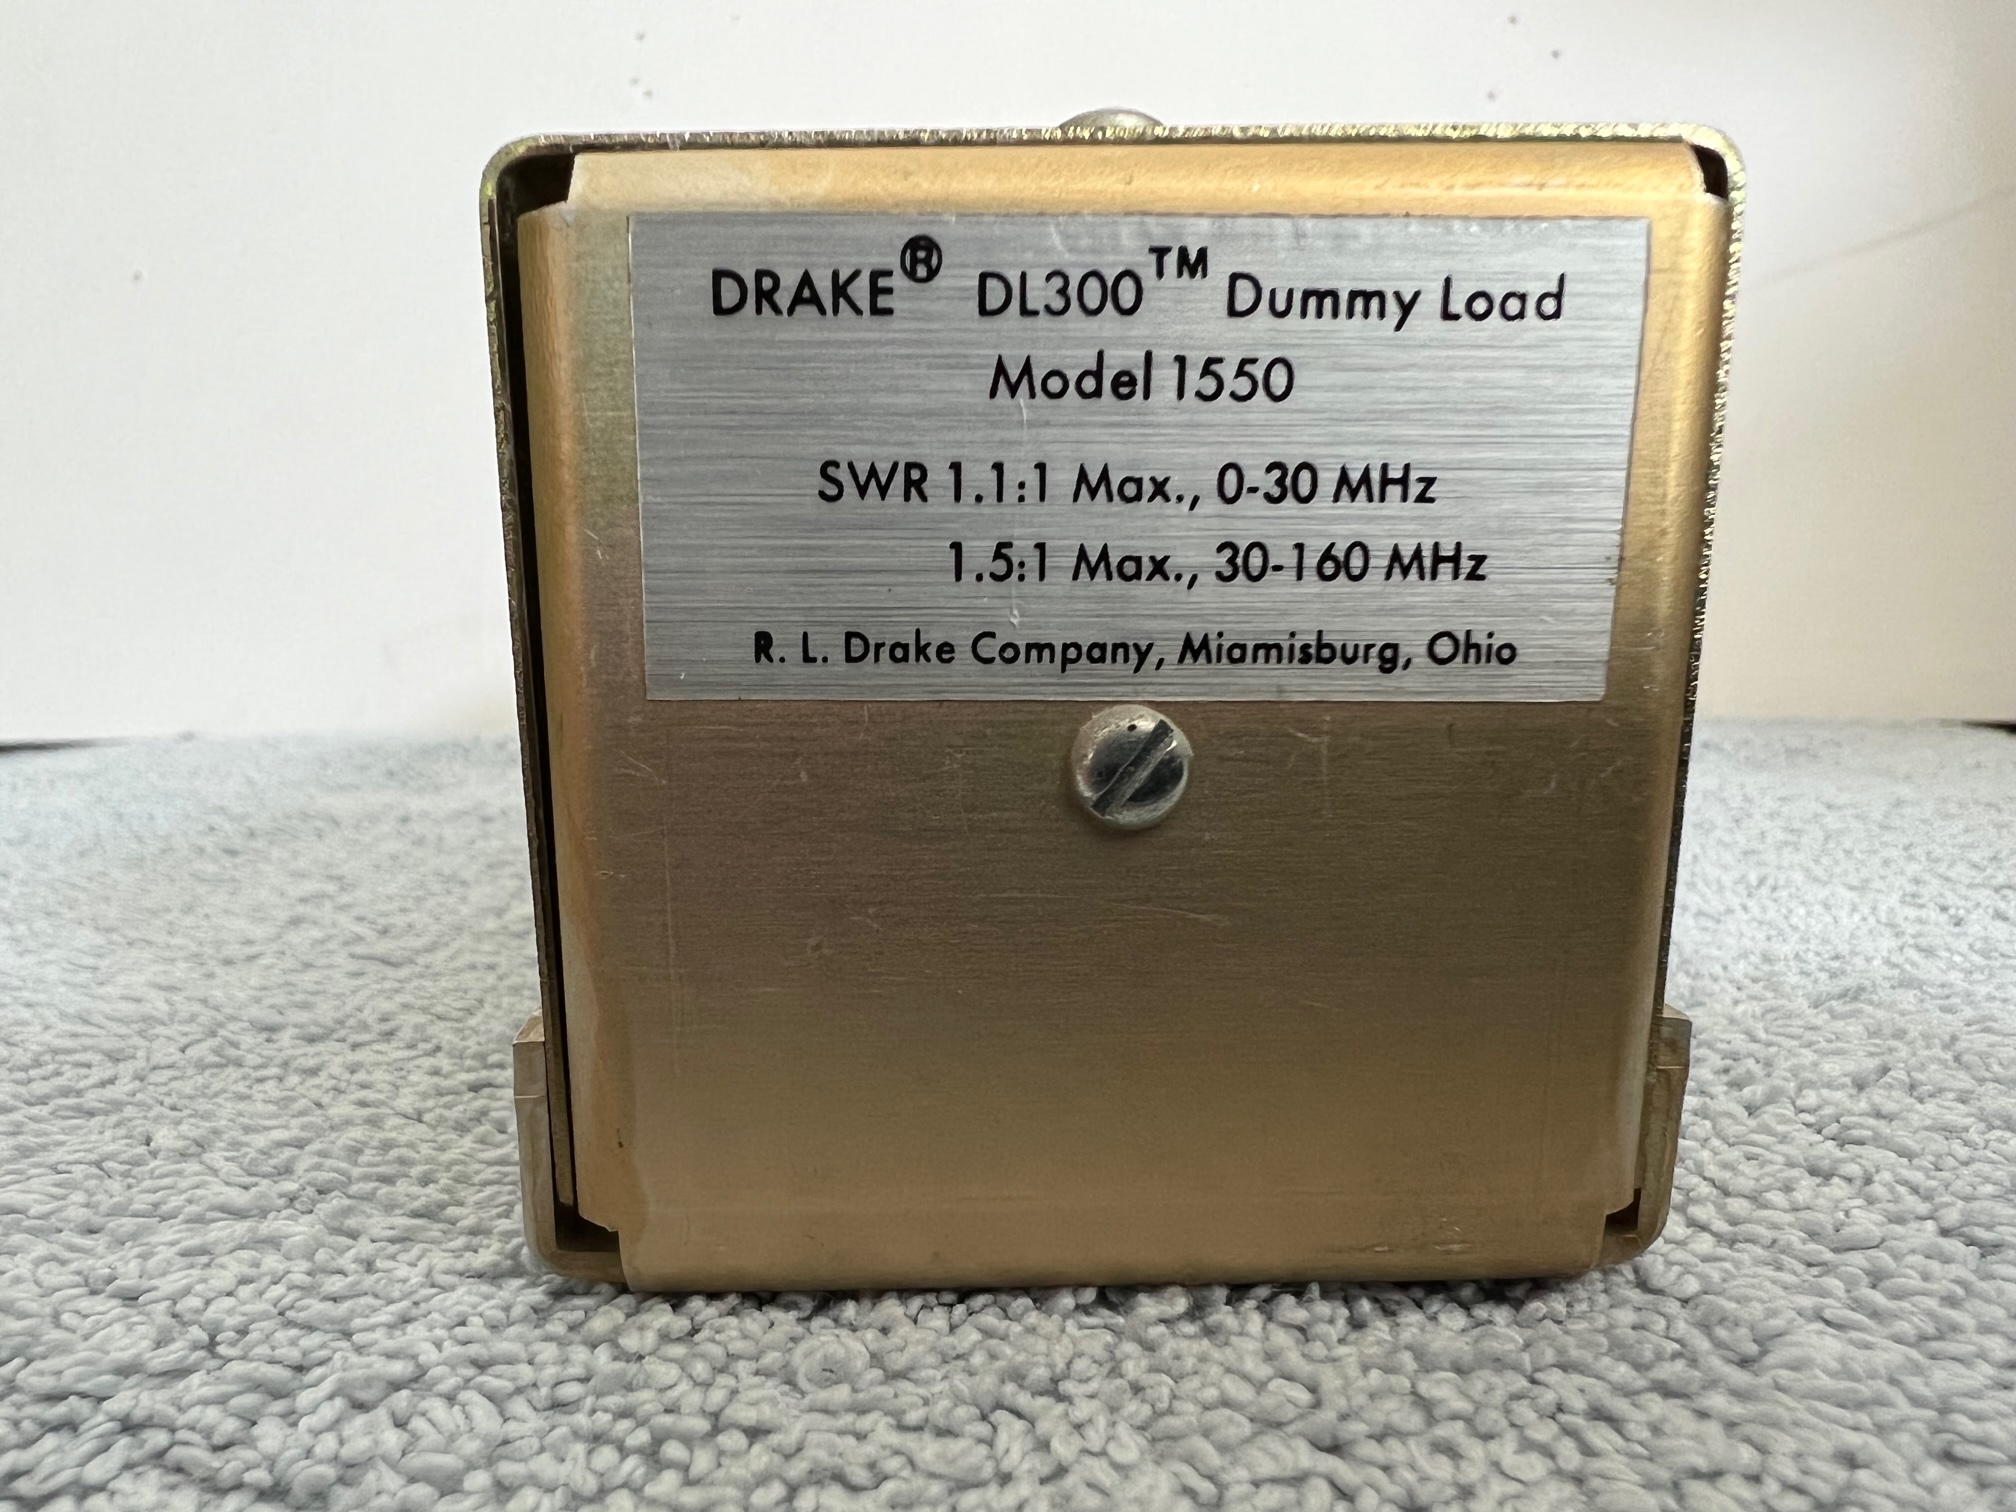 DRAKE® DL300™ Dummy Load
Model 1550
SWR 1.1:1 Max., 0-30 MHz
1.5:1 Max., 30-160 MHz
R. L. Drake Company, Miamisburg, Ohio